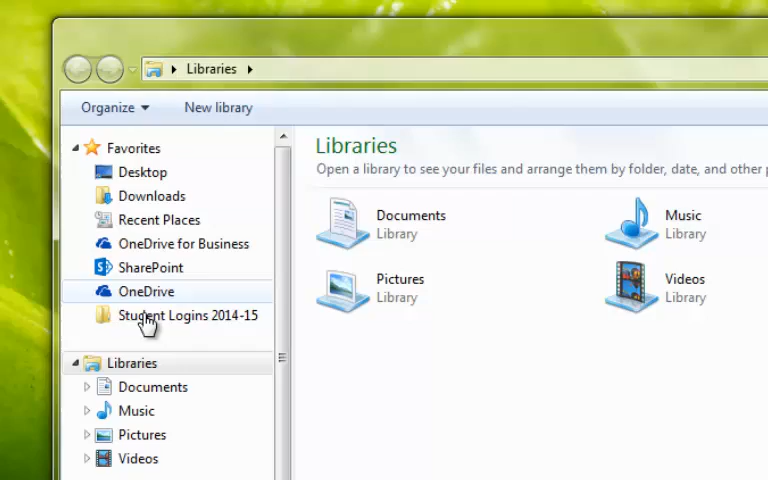 Libraries
Organize
New library
Favorites
Desktop
Downloads
Recent Places
OneDrive for Business
SharePoint
OneDrive
Student Logins 2014-15
Libraries
Documents
Music
Pictures
Videos
Libraries
Open a library to see your files and arrange them by folder, date, and other p
Documents
Library
Music
Library
Pictures
Library
Videos
Library